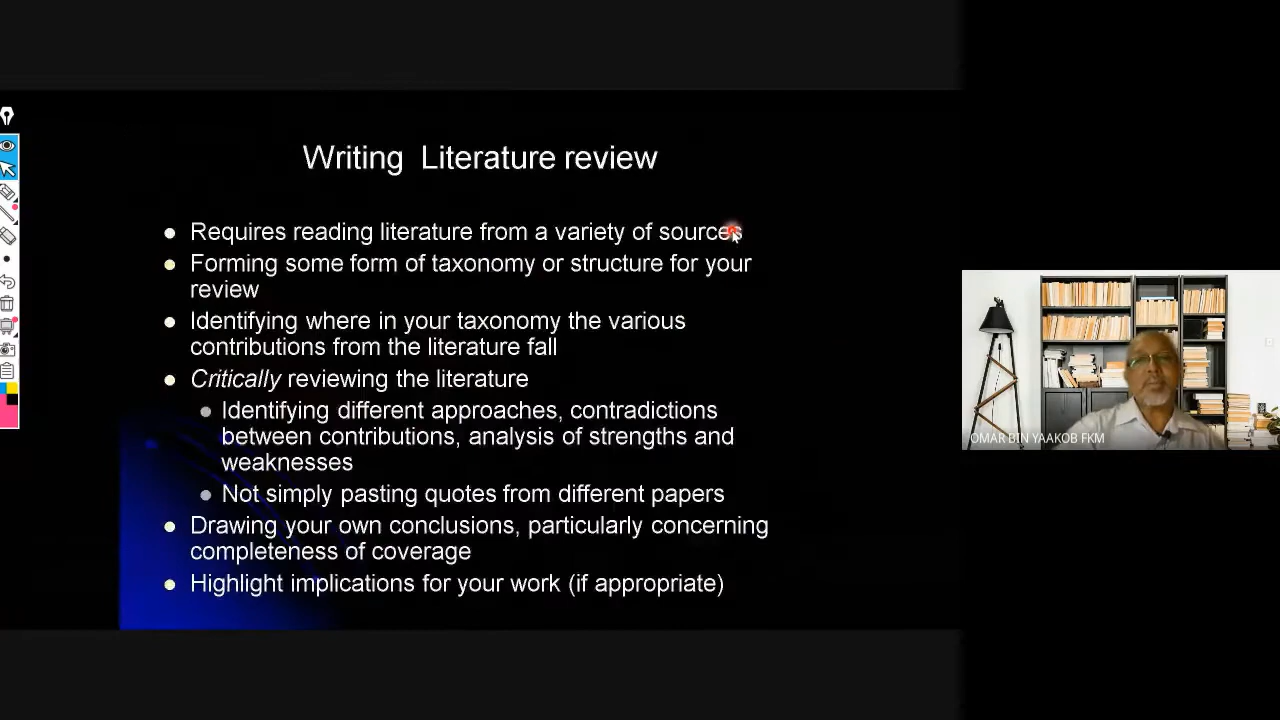 Writing Literature review
Requires reading literature from a variety of sources
Forming some form of taxonomy or structure for your
review
Identifying where in your taxonomy the various
contributions from the literature fall
Critically reviewing the literature
Identifying different approaches, contradictions
between contributions, analysis of strengths and
weaknesses
Not simply pasting quotes from different papers
Drawing your own conclusions, particularly concerning
completeness of coverage
Highlight implications for your work (if appropriate)
OMAR BIN YAAKOB FKM